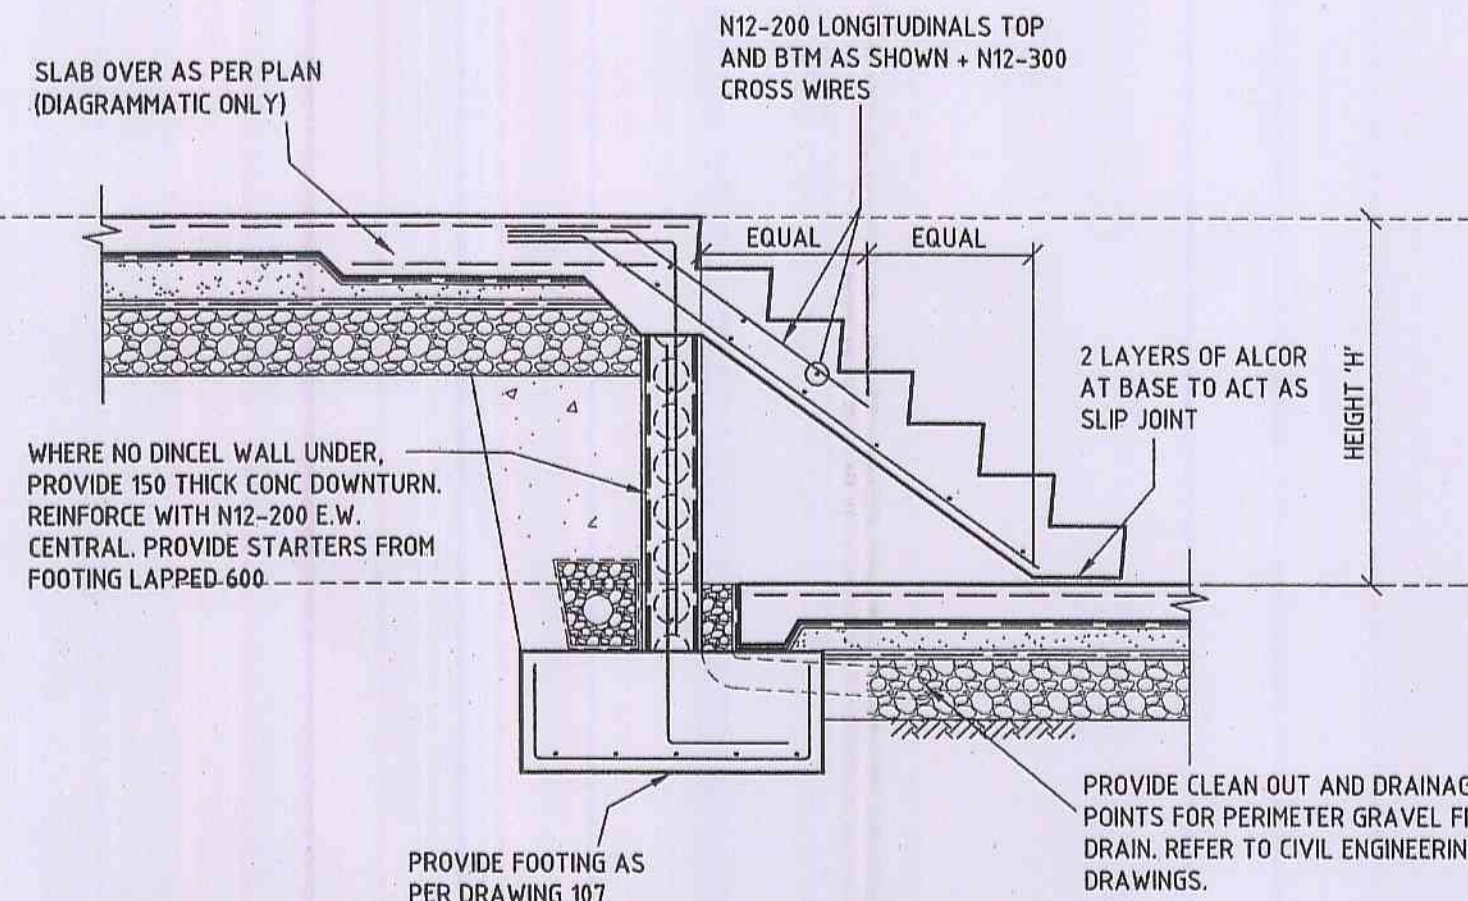 N12-200 LONGITUDINALS TOP
AND BTM AS SHOWN + N12-300
CROSS WIRES
SLAB OVER AS PER PLAN
(DIAGRAMMATIC ONLY)
EQUAL
EQUAL
2 LAYERS OF ALCOR
AT BASE TO ACT AS
SLIP JOINT
HEIGHT 'H'
WHERE NO DINCEL WALL UNDER,
PROVIDE 150 THICK CONC DOWNTURN.
REINFORCE WITH N12-200 E.W.
CENTRAL. PROVIDE STARTERS FROM
FOOTING LAPPED 600
PROVIDE CLEAN OUT AND DRAINAG
POINTS FOR PERIMETER GRAVEL FI
DRAIN. REFER TO CIVIL ENGINEERIN
DRAWINGS.
PROVIDE FOOTING AS
PER DRAWING 107